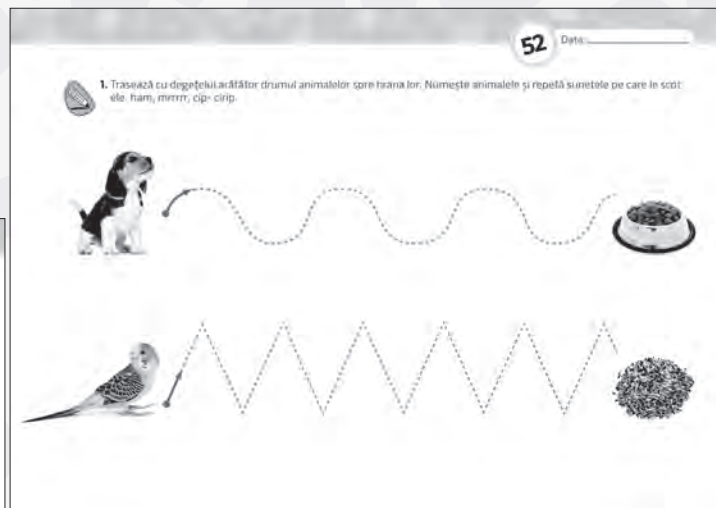 52
Data:
1. Trasează cu degețelul arătător drumul animalelor spre hrana lor. Numește animalele și repetă sunetele pe care le scot
ele: ham, mrrrr, cip- cirip.